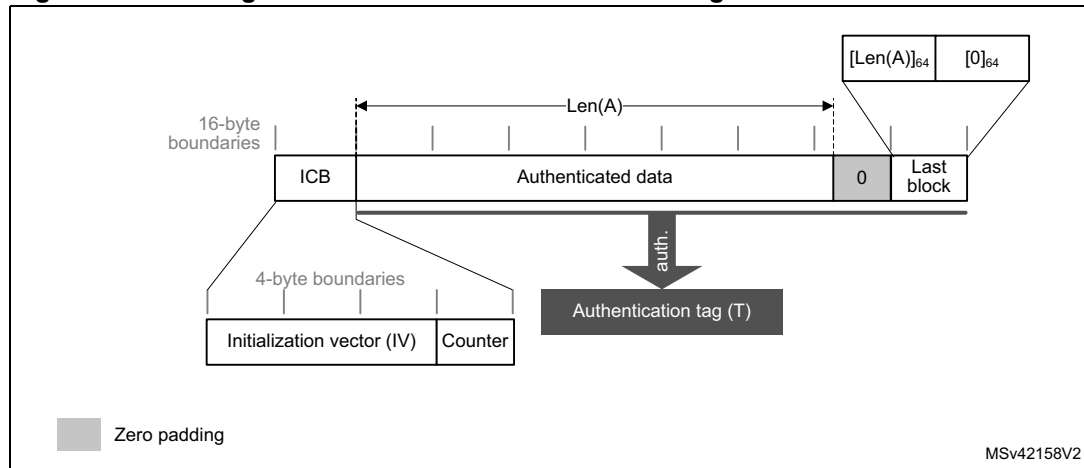 [Len(A)]₆₄ [0]₆₄
Len(A)
16-byte
boundaries
ICB Authenticated data 0 Last
block
auth.
4-byte boundaries
Authentication tag (T)
Initialization vector (IV) Counter
Zero padding
MSv42158V2